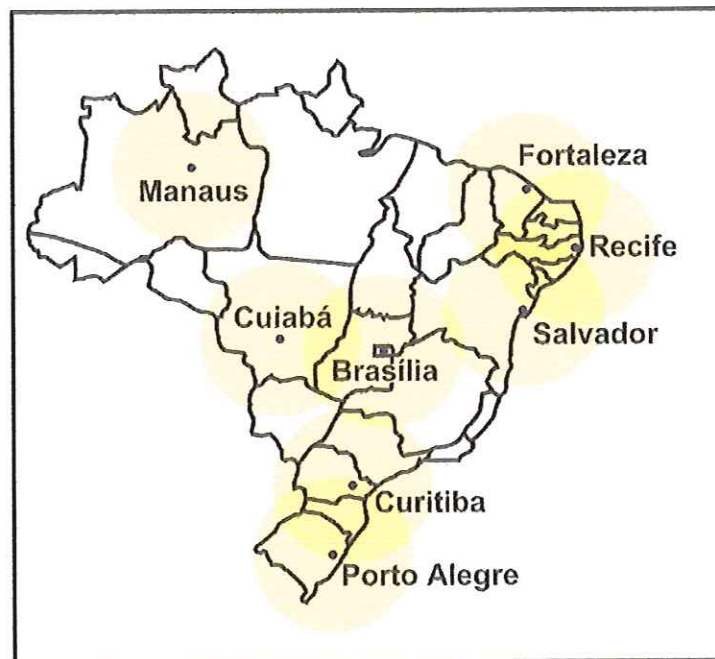 Fortaleza
Manaus
Recife
Cuiabá
Salvador
Brasília
Curitiba
Porto Alegre